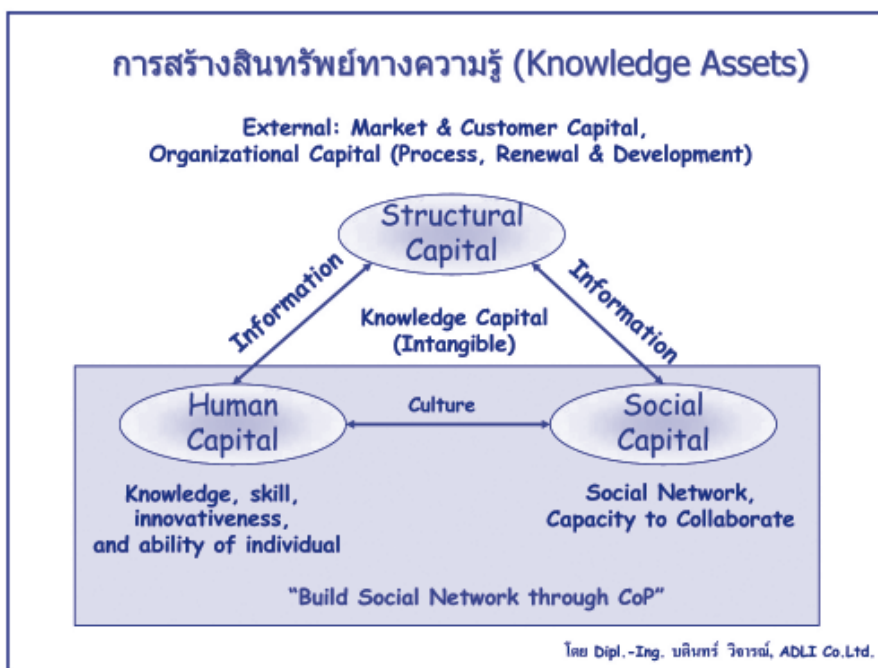 การสร้างสินทรัพย์ทางความรู้ (Knowledge Assets)
External: Market & Customer Capital,
Organizational Capital (Process, Renewal & Development)
Structural
Capital
Information
Information
Knowledge Capital
(Intangible)
Human
Capital
Culture
Social
Capital
Knowledge, skill,
innovativeness,
and ability of individual
Social Network,
Capacity to Collaborate
“Build Social Network through CoP”
โดย Dipl.-Ing. บดินทร์ วิจารณ์, ADLI Co.Ltd.